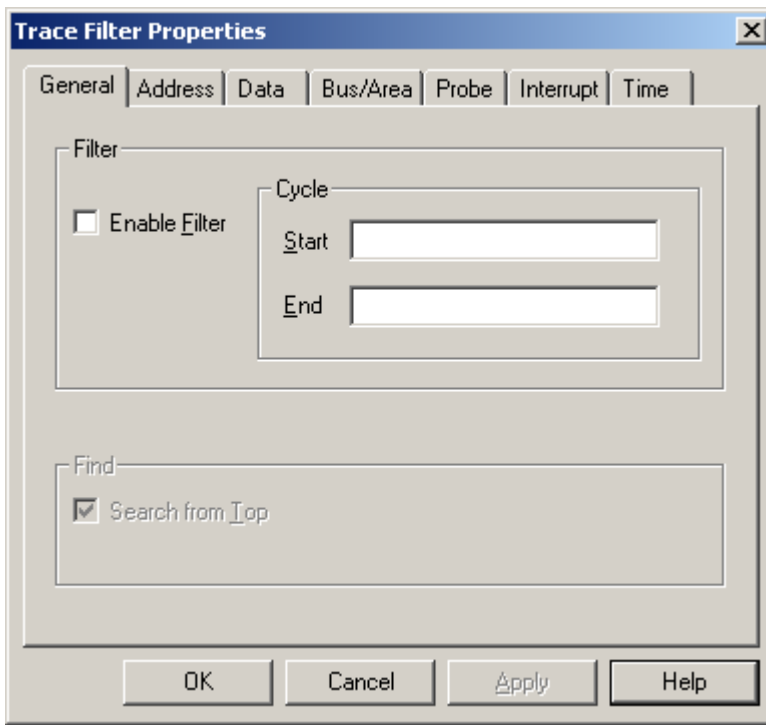 Trace Filter Properties
General Address Data Bus/Area Probe Interrupt Time
Filter
Cycle
Enable Filter
Start
End
Find
Search from Top
OK Cancel Apply Help